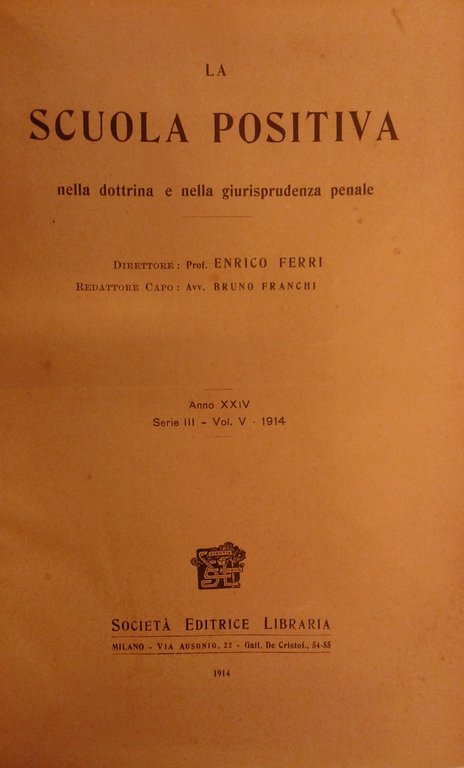 LA
SCUOLA POSITIVA
nella dottrina e nella giurisprudenza penale
DIRETTORE: Prof. ENRICO FERRI
REDATTORE CAPO: Avv. BRUNO FRANCHI
Anno XXIV
Serie III - Vol. V - 1914
SOCIETÀ EDITRICE LIBRARIA
MILANO - VIA AUSONIO, 22 - Gall. De Cristof., 54-55
1914